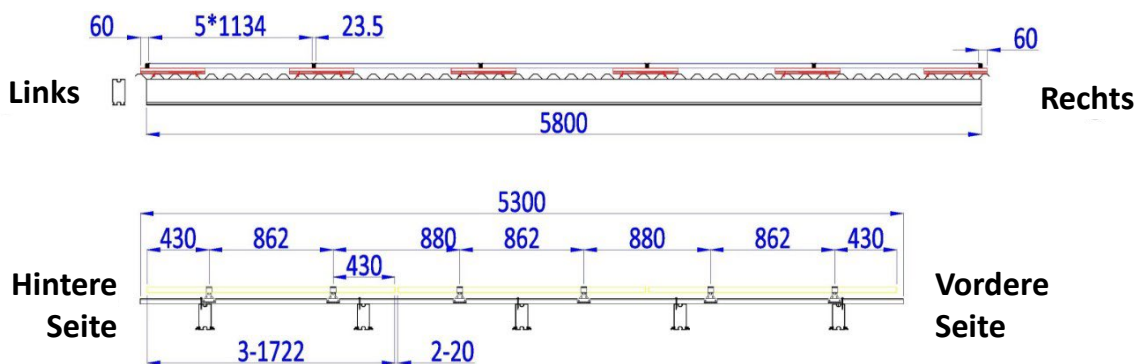 60 5*1134 23.5 60
Links Rechts
5800
5300
430 862 880 862 880 862 430
430
Hintere Vordere
Seite Seite
3-1722 2-20